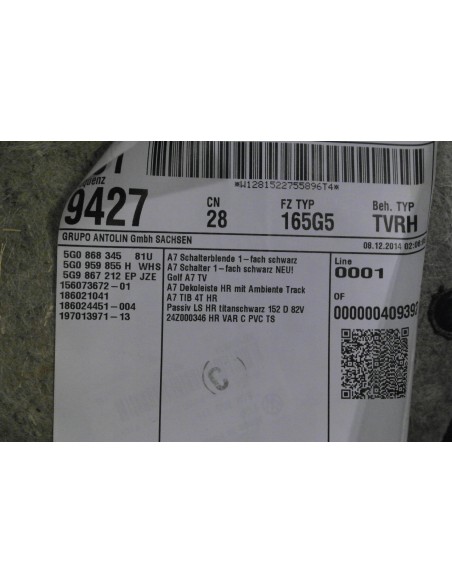 *W1281522755896T4*
9427
CN
28
FZ TYP
165G5
Beh. TYP
TVRH
GRUPO ANTOLIN Gmbh SACHSEN
08.12.2014
5G0 868 345 81U
A7 Schalterblende 1-fach schwarz
5G0 959 855 H WHS
A7 Schalter 1-fach schwarz NEU!
5G9 867 212 EP JZE
Golf A7 TV
156073672-01
A7 Dekoleiste HR mit Ambiente Track
186021041
A7 TIB 4T HR
186024451-004
Passiv LS HR titanschwarz 152 D 82V
197013971-13
24Z000346 HR VAR C PVC TS
Line
0001
OF
C